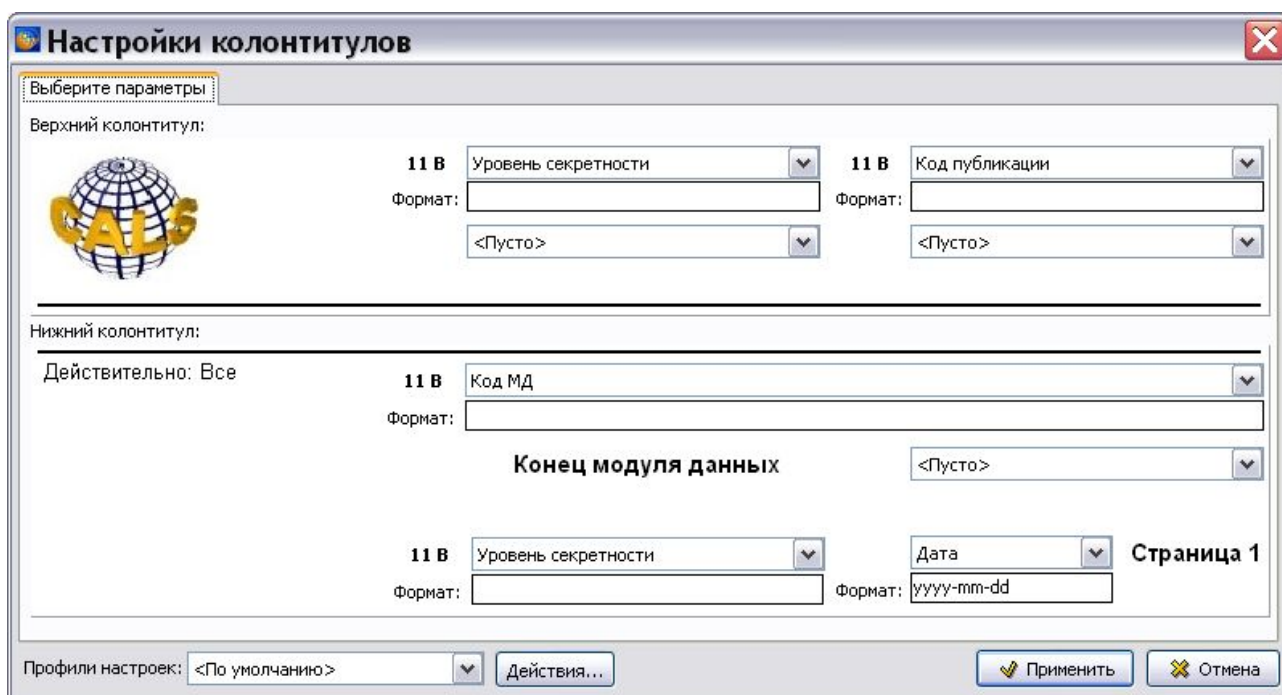 Настройки колонтитулов
Выберите параметры
Верхний колонтитул:
CALS
11 В Уровень секретности 11 В Код публикации
Формат: Формат:
<Пусто> <Пусто>
Нижний колонтитул:
Действительно: Все
11 В Код МД
Формат:
Конец модуля данных <Пусто>
11 В Уровень секретности Дата Страница 1
Формат: Формат: yyyy-mm-dd
Профили настроек: <По умолчанию> Действия... Применить Отмена